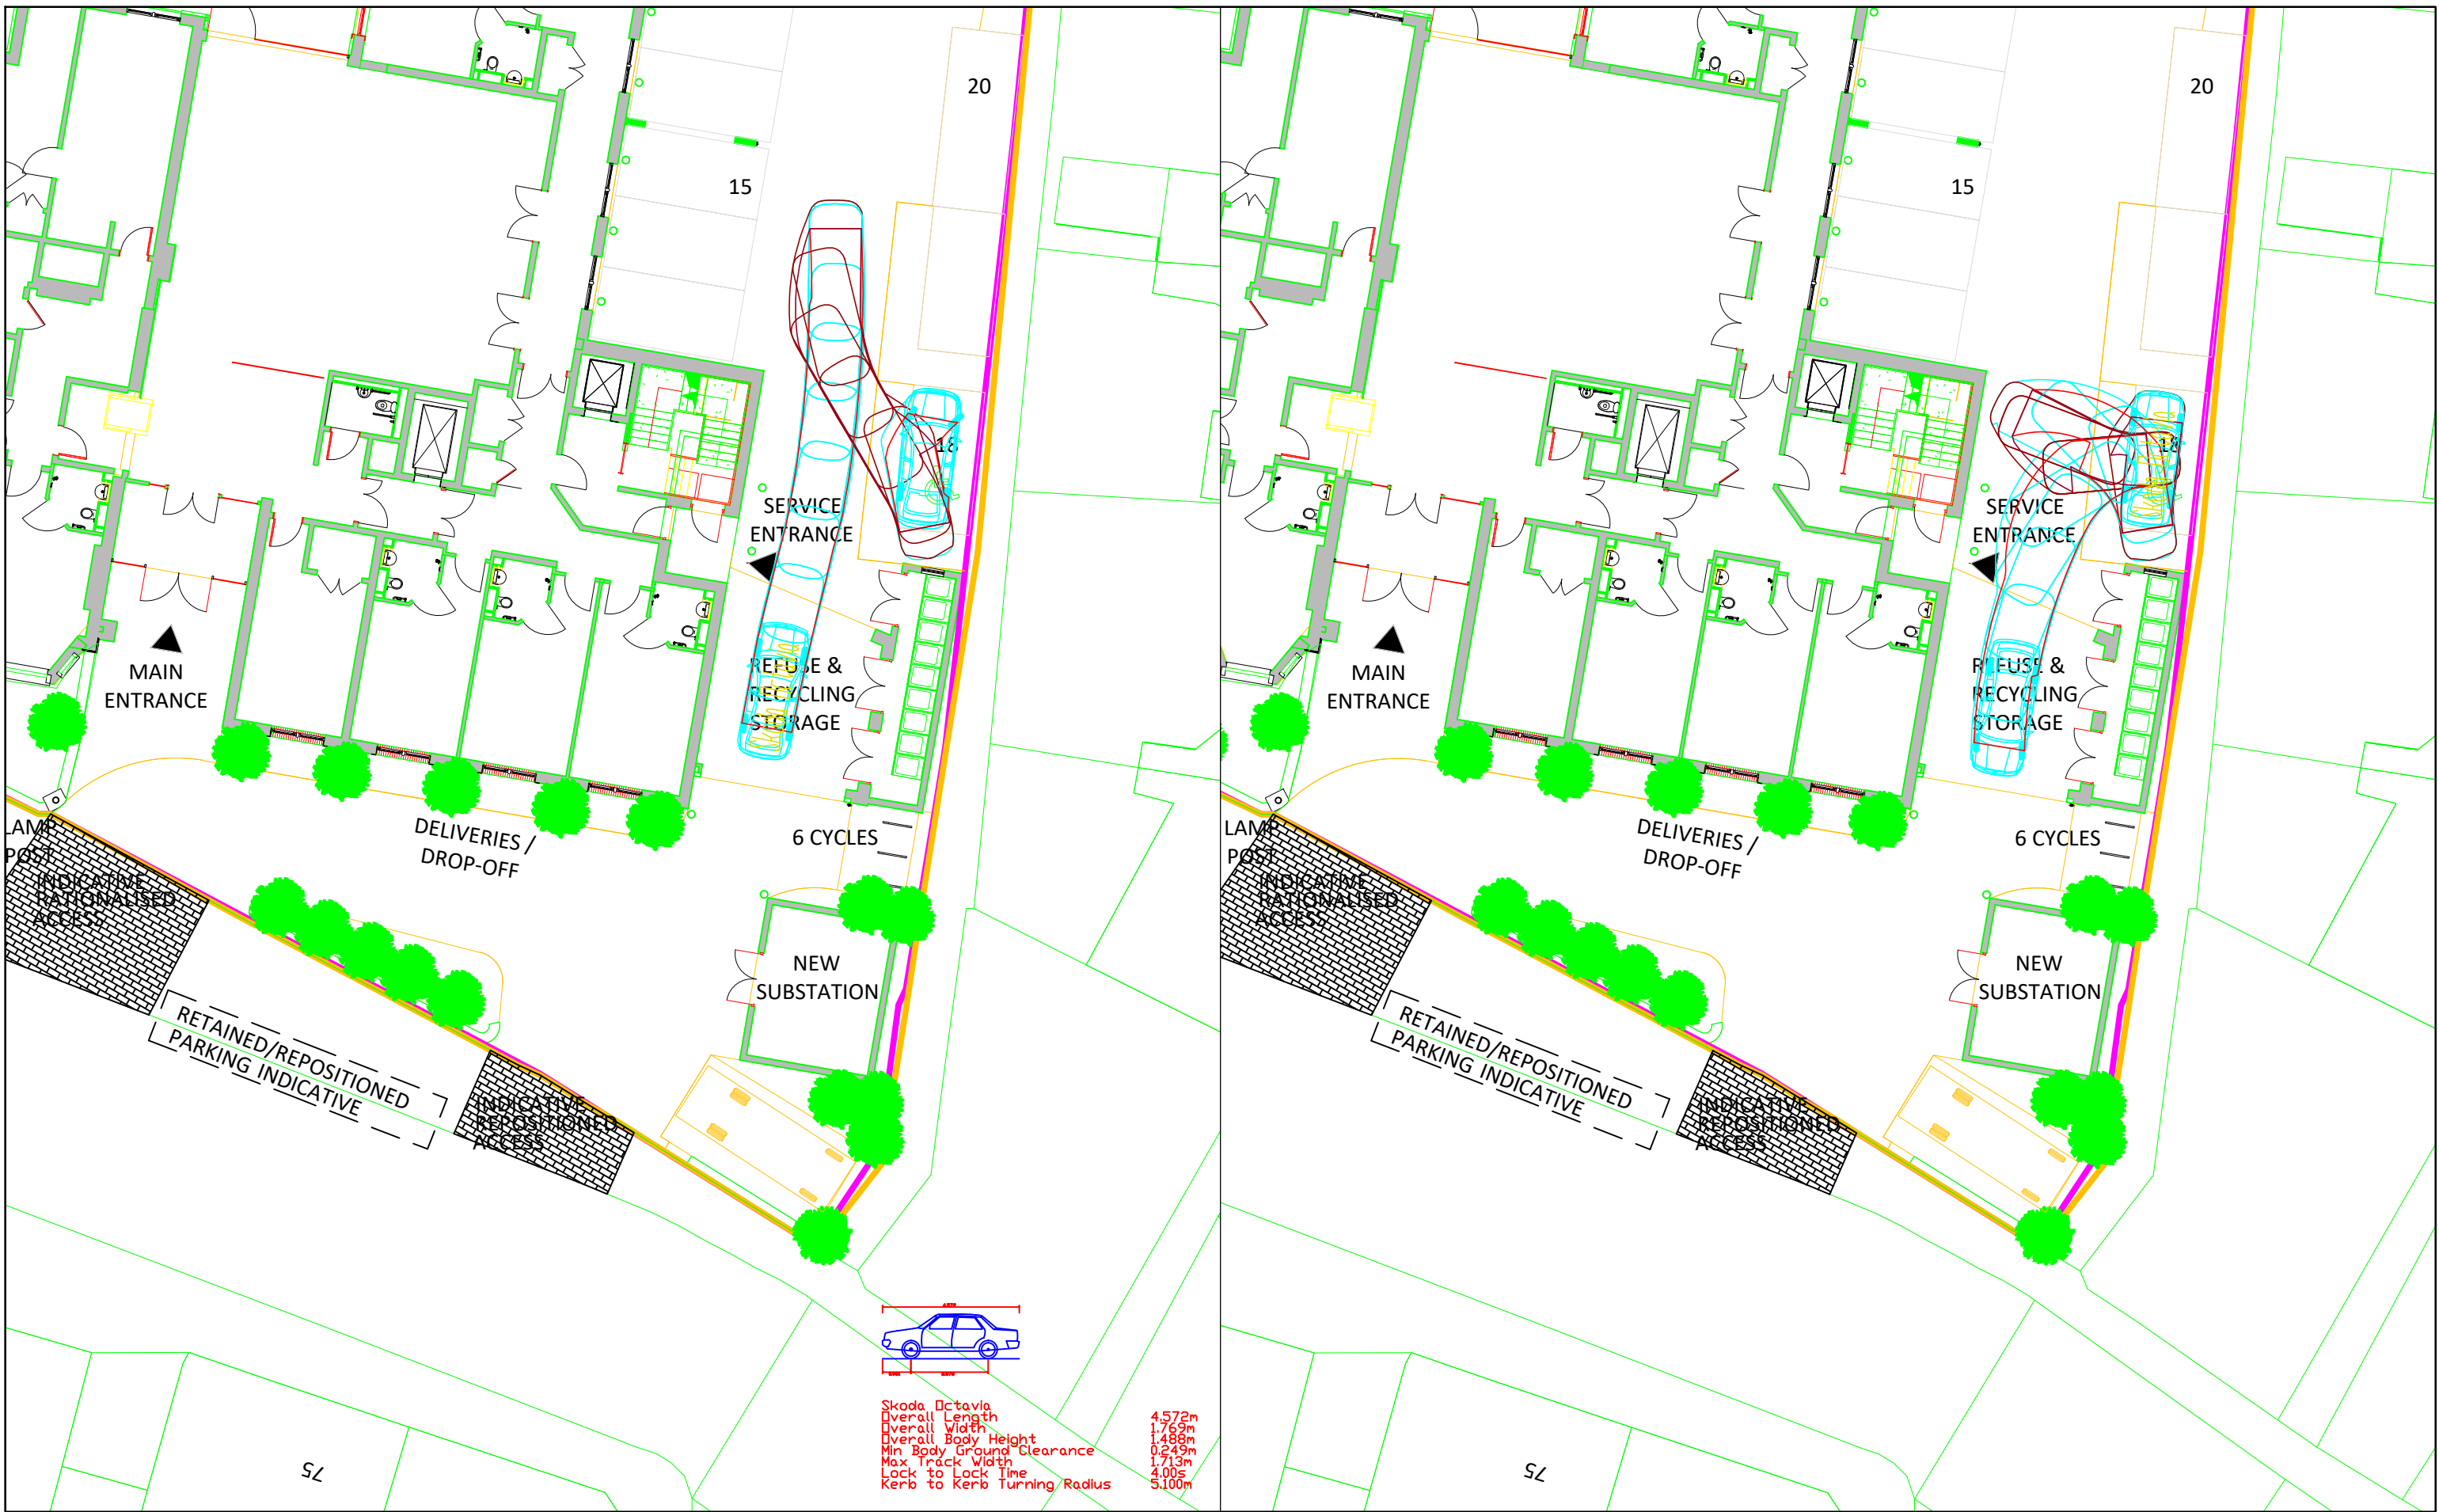 20
15
18
SERVICE
ENTRANCE
REFUSE &
RECYCLING
STORAGE
MAIN
ENTRANCE
LAMP
POST
DELIVERIES /
DROP-OFF
6 CYCLES
INDICATIVE
RATIONALISED
ACCESS
NEW
SUBSTATION
RETAINED/REPOSITIONED
PARKING INDICATIVE
INDICATIVE
REPOSITIONED
ACCESS
75
Skoda Octavia
Overall Length 4.572m
Overall Width 1.769m
Overall Body Height 1.488m
Min Body Ground Clearance 0.249m
Max Track Width 1.713m
Lock to Lock Time 4.00s
Kerb to Kerb Turning Radius 5.100m
20
15
18
SERVICE
ENTRANCE
REFUSE &
RECYCLING
STORAGE
MAIN
ENTRANCE
LAMP
POST
DELIVERIES /
DROP-OFF
6 CYCLES
INDICATIVE
RATIONALISED
ACCESS
NEW
SUBSTATION
RETAINED/REPOSITIONED
PARKING INDICATIVE
INDICATIVE
REPOSITIONED
ACCESS
75